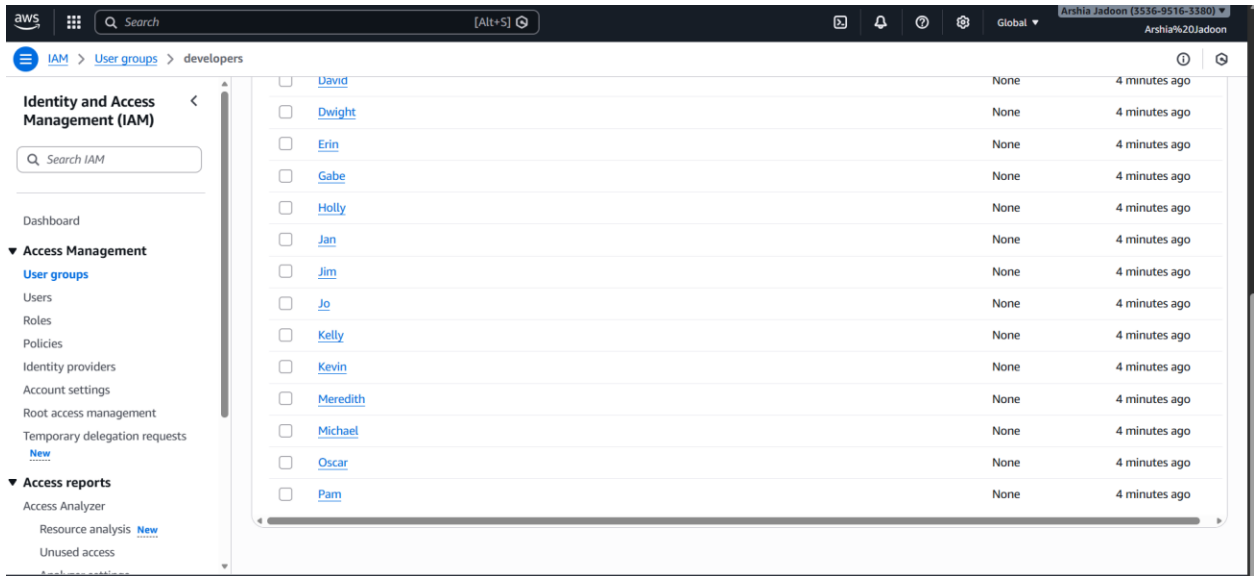 aws Search [Alt+S] Global ▼ Arshia Jadoon (3536-9516-3380) ▼
Arshia%20Jadoon
IAM > User groups > developers
Identity and Access
Management (IAM)
Search IAM
Dashboard
Access Management
User groups
Users
Roles
Policies
Identity providers
Account settings
Root access management
Temporary delegation requests
New
Access reports
Access Analyzer
Resource analysis New
Unused access
Analyzer settings
David None 4 minutes ago
Dwight None 4 minutes ago
Erin None 4 minutes ago
Gabe None 4 minutes ago
Holly None 4 minutes ago
Jan None 4 minutes ago
Jim None 4 minutes ago
Jo None 4 minutes ago
Kelly None 4 minutes ago
Kevin None 4 minutes ago
Meredith None 4 minutes ago
Michael None 4 minutes ago
Oscar None 4 minutes ago
Pam None 4 minutes ago